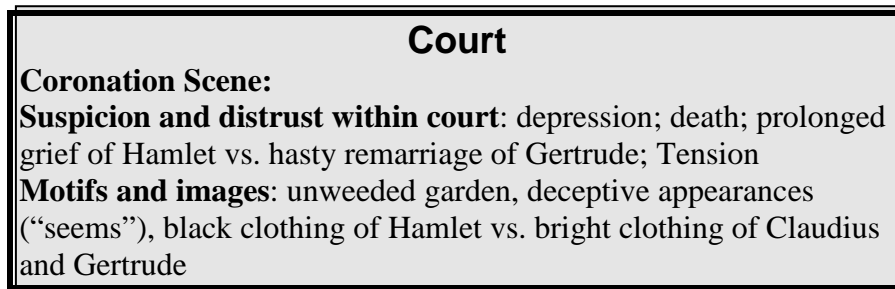 Court
Coronation Scene:
Suspicion and distrust within court: depression; death; prolonged
grief of Hamlet vs. hasty remarriage of Gertrude; Tension
Motifs and images: unweeded garden, deceptive appearances
(“seems”), black clothing of Hamlet vs. bright clothing of Claudius
and Gertrude